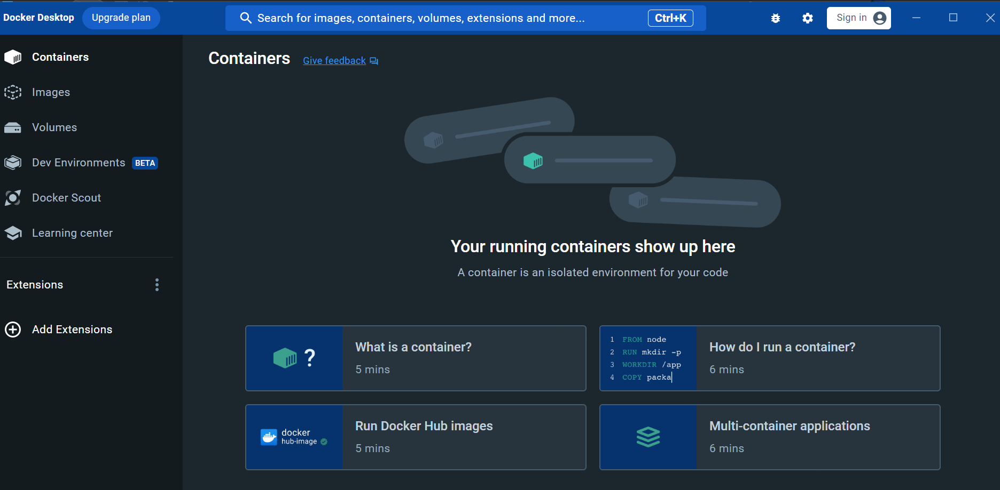 Docker Desktop
Upgrade plan
Search for images, containers, volumes, extensions and more...
Ctrl+K
Sign in
Containers
Images
Volumes
Dev Environments
BETA
Docker Scout
Learning center
Extensions
Add Extensions
Containers
Give feedback
Your running containers show up here
A container is an isolated environment for your code
?
What is a container?
5 mins
1 FROM node
2 RUN mkdir -p
3 WORKDIR /app
4 COPY packa
How do I run a container?
6 mins
docker
hub-image
Run Docker Hub images
5 mins
Multi-container applications
6 mins